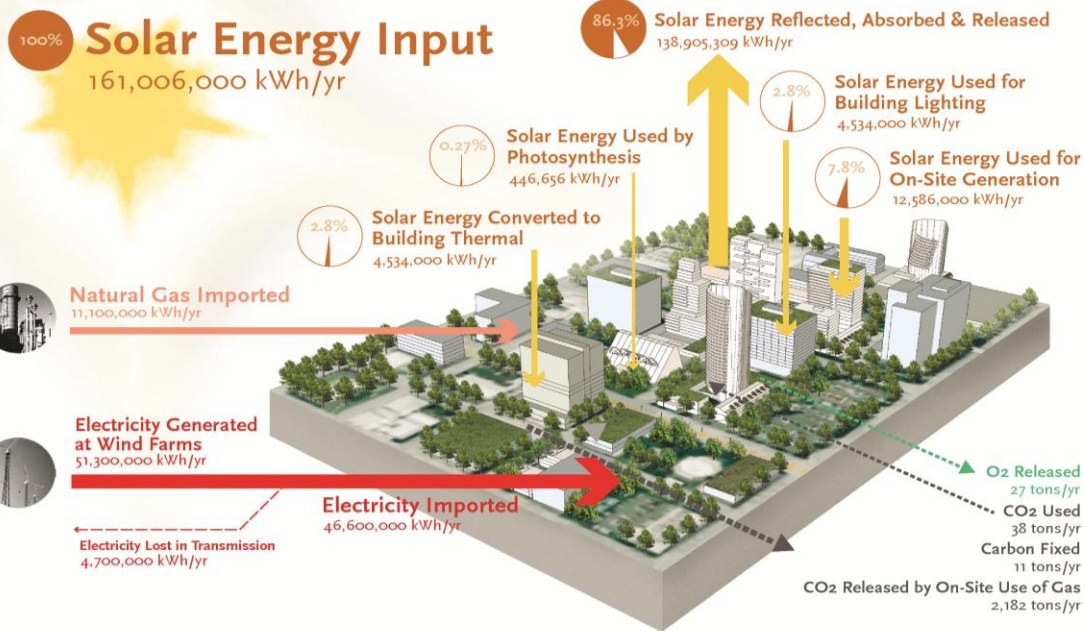 100%
Solar Energy Input
161,006,000 kWh/yr
86.3%
Solar Energy Reflected, Absorbed & Released
138,905,309 kWh/yr
2.8%
Solar Energy Used for
Building Lighting
4,534,000 kWh/yr
0.27%
Solar Energy Used by
Photosynthesis
446,656 kWh/yr
7.8%
Solar Energy Used for
On-Site Generation
12,586,000 kWh/yr
2.8%
Solar Energy Converted to
Building Thermal
4,534,000 kWh/yr
Natural Gas Imported
11,100,000 kWh/yr
Electricity Generated
at Wind Farms
51,300,000 kWh/yr
Electricity Imported
46,600,000 kWh/yr
Electricity Lost in Transmission
4,700,000 kWh/yr
O2 Released
27 tons/yr
CO2 Used
38 tons/yr
Carbon Fixed
11 tons/yr
CO2 Released by On-Site Use of Gas
2,182 tons/yr